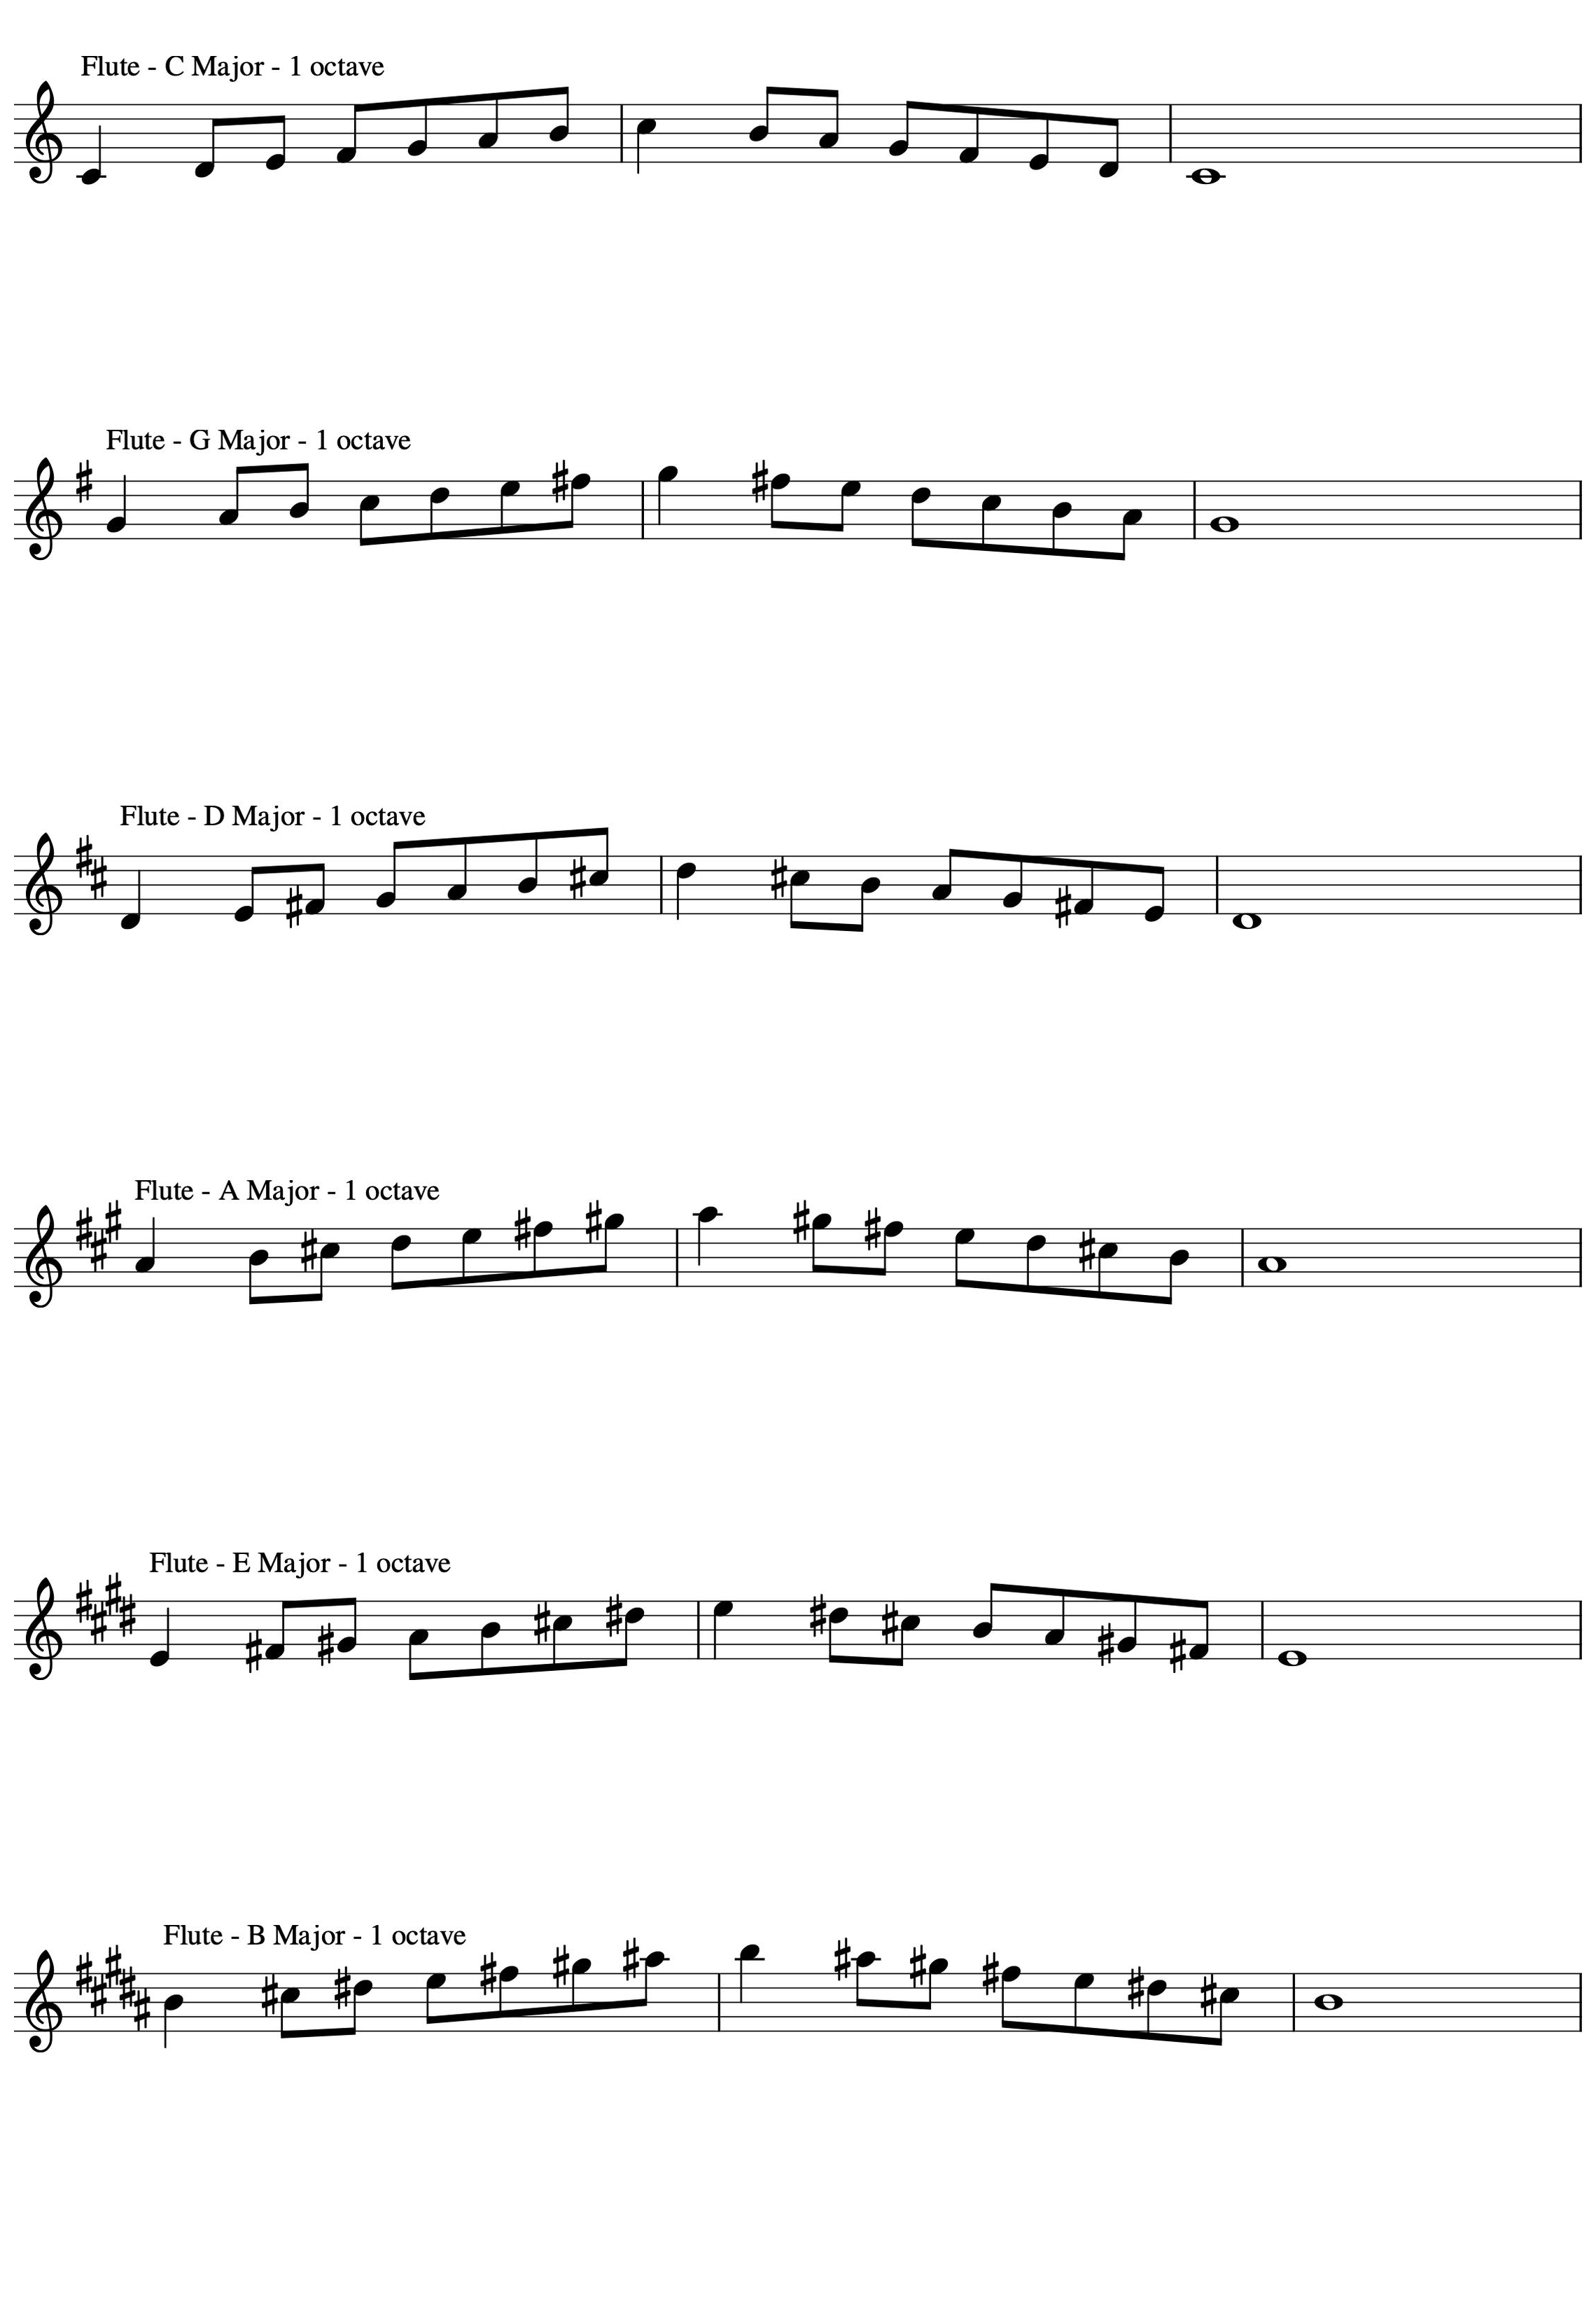 Flute - C Major - 1 octave
Flute - G Major - 1 octave
Flute - D Major - 1 octave
Flute - A Major - 1 octave
Flute - E Major - 1 octave
Flute - B Major - 1 octave